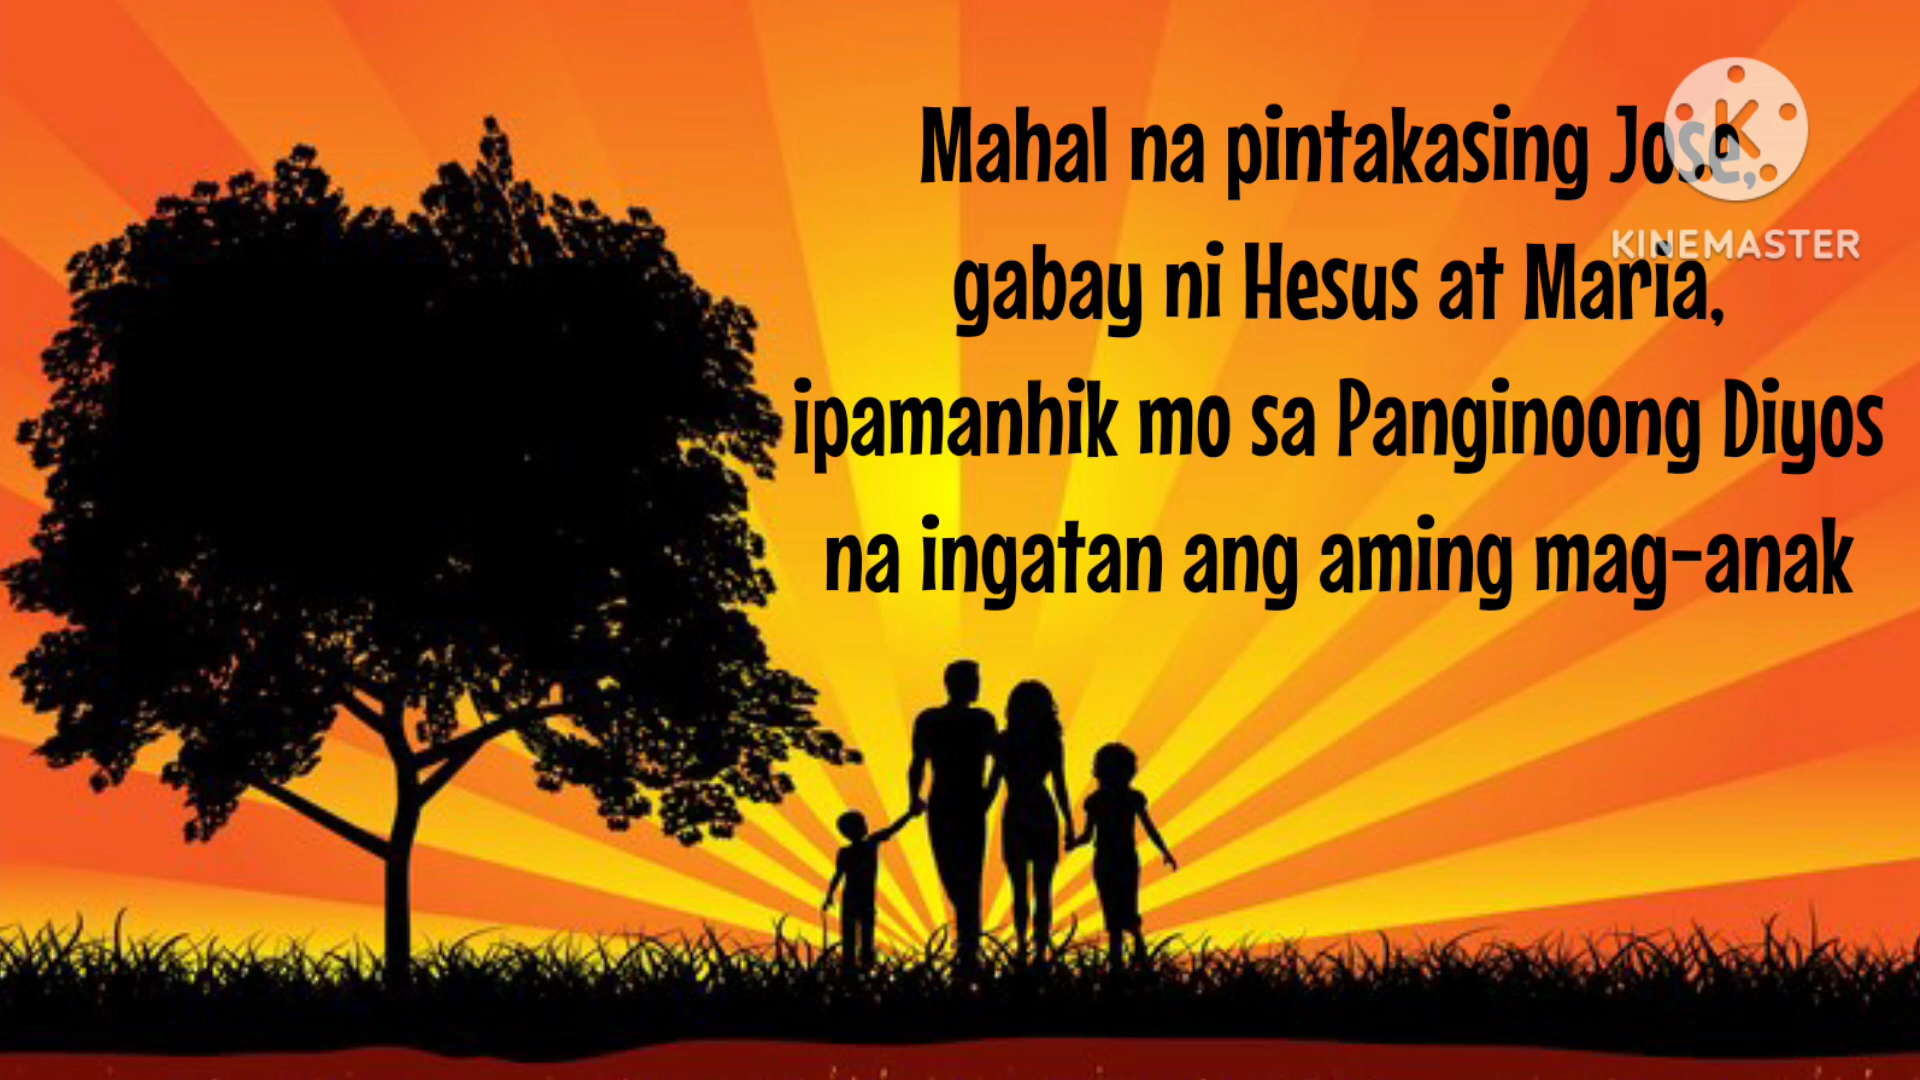 Mahal na pintakasing Jose,
KINEMASTER
gabay ni Hesus at Maria,
ipamanhik mo sa Panginoong Diyos
na ingatan ang aming mag-anak